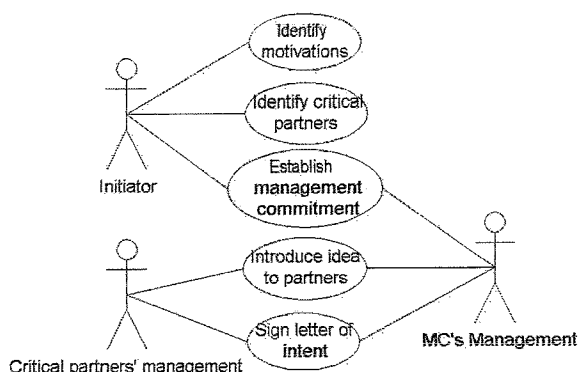 Identify
motivations
Identify critical
partners
Initiator
Establish
management
commitment
Introduce idea
to partners
MC's Management
Sign letter of
intent
Critical partners' management